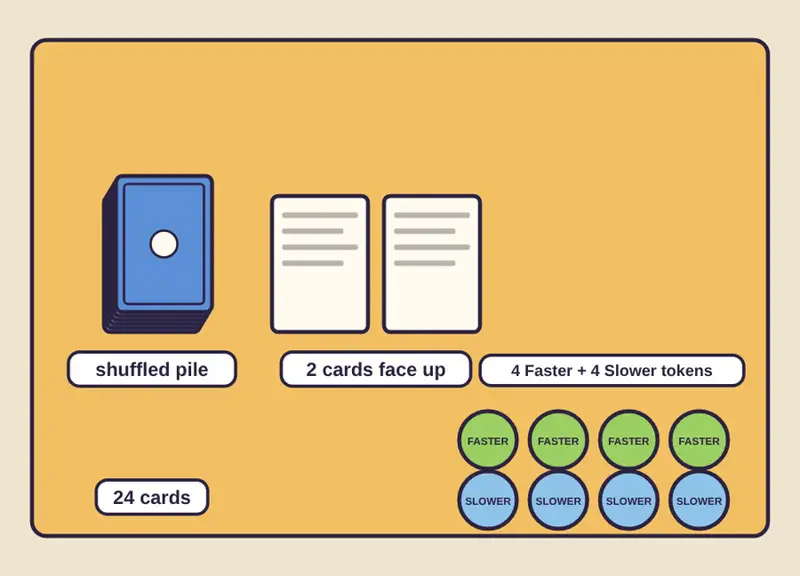 shuffled pile
2 cards face up
4 Faster + 4 Slower tokens
FASTER FASTER FASTER FASTER
24 cards
SLOWER SLOWER SLOWER SLOWER